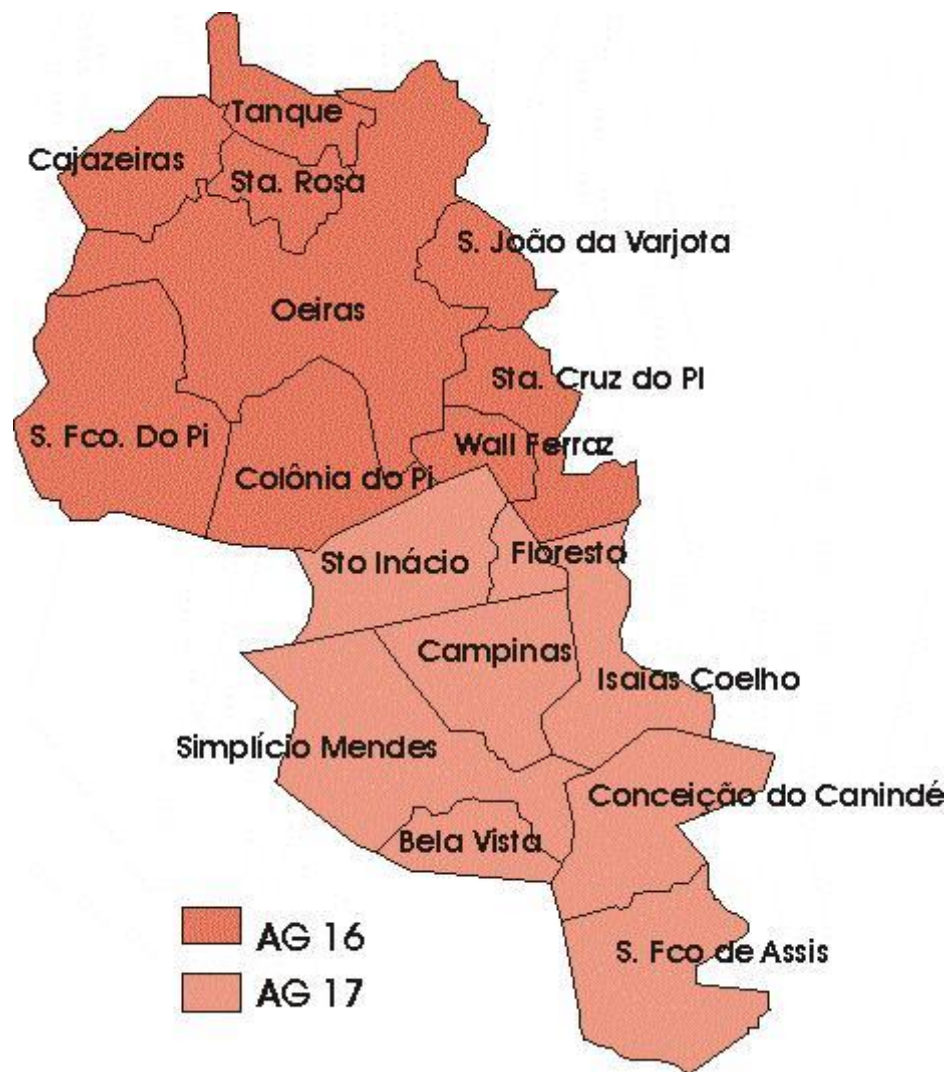 Tanque
Cajazeiras
Sta. Rosa
S. João da Varjota
Oeiras
Sta. Cruz do PI
S. Fco. Do Pi
Wall Ferraz
Colônia do Pi
Floresta
Sto Inácio
Campinas
Isaias Coelho
Simplício Mendes
Conceição do Canindé
Bela Vista
AG 16
S. Fco de Assis
AG 17